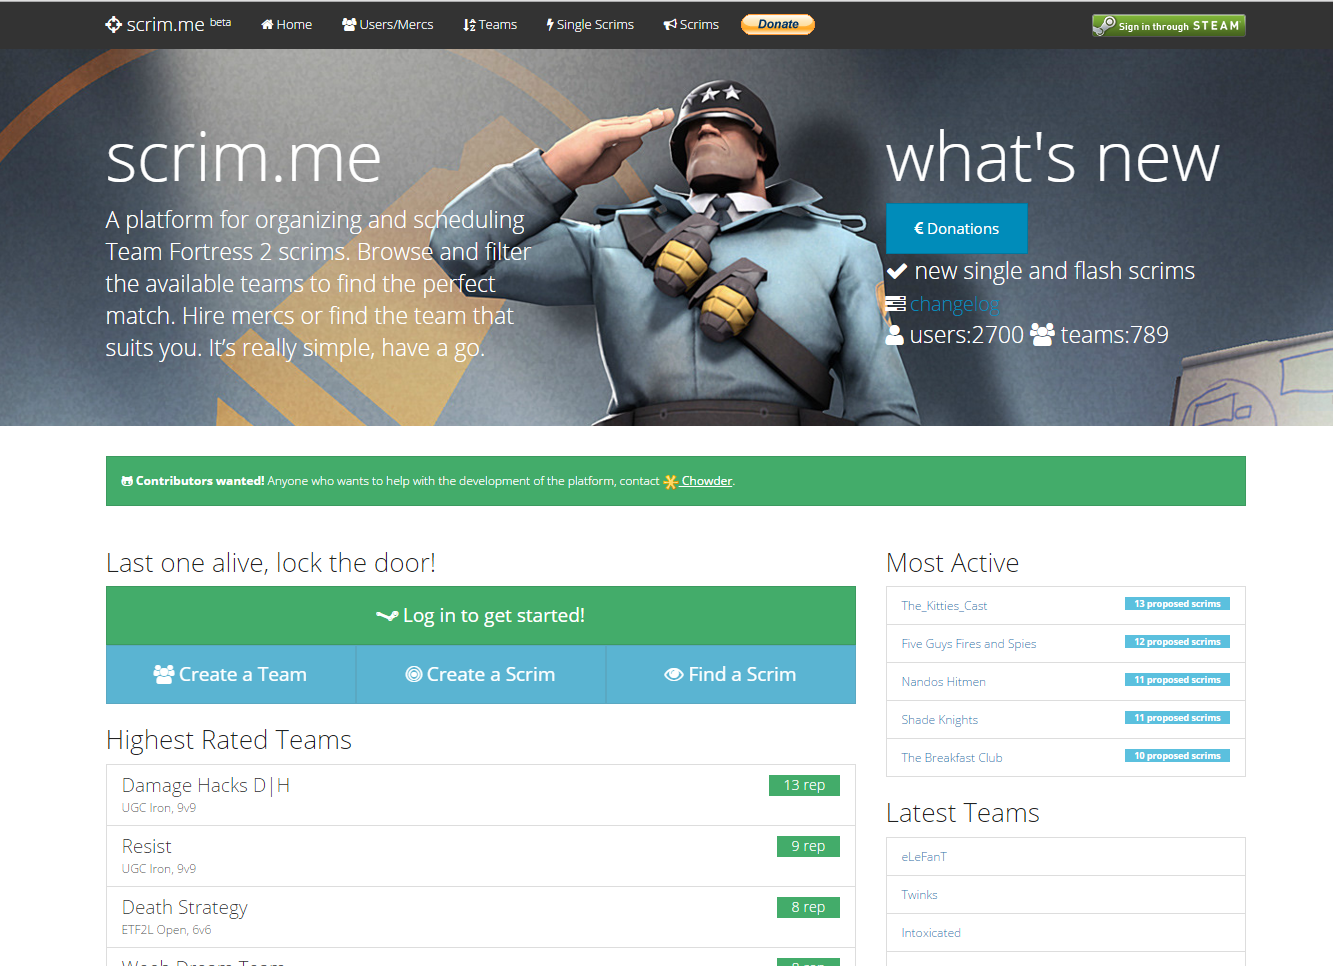 scrim.me beta Home Users/Mercs Teams Single Scrims Scrims Donate Sign in through STEAM
scrim.me
A platform for organizing and scheduling
Team Fortress 2 scrims. Browse and filter
the available teams to find the perfect
match. Hire mercs or find the team that
suits you. It's really simple, have a go.
what's new
€ Donations
new single and flash scrims
changelog
users:2700 teams:789
Contributors wanted! Anyone who wants to help with the development of the platform, contact Chowder.
Last one alive, lock the door!
Log in to get started!
Create a Team Create a Scrim Find a Scrim
Highest Rated Teams
Damage Hacks D|H 13 rep
UGC Iron, 9v9
Resist 9 rep
UGC Iron, 9v9
Death Strategy 8 rep
ETF2L Open, 6v6
Most Active
The_Kitties_Cast 13 proposed scrims
Five Guys Fires and Spies 12 proposed scrims
Nandos Hitmen 11 proposed scrims
Shade Knights 11 proposed scrims
The Breakfast Club 10 proposed scrims
Latest Teams
eLeFanT
Twinks
Intoxicated